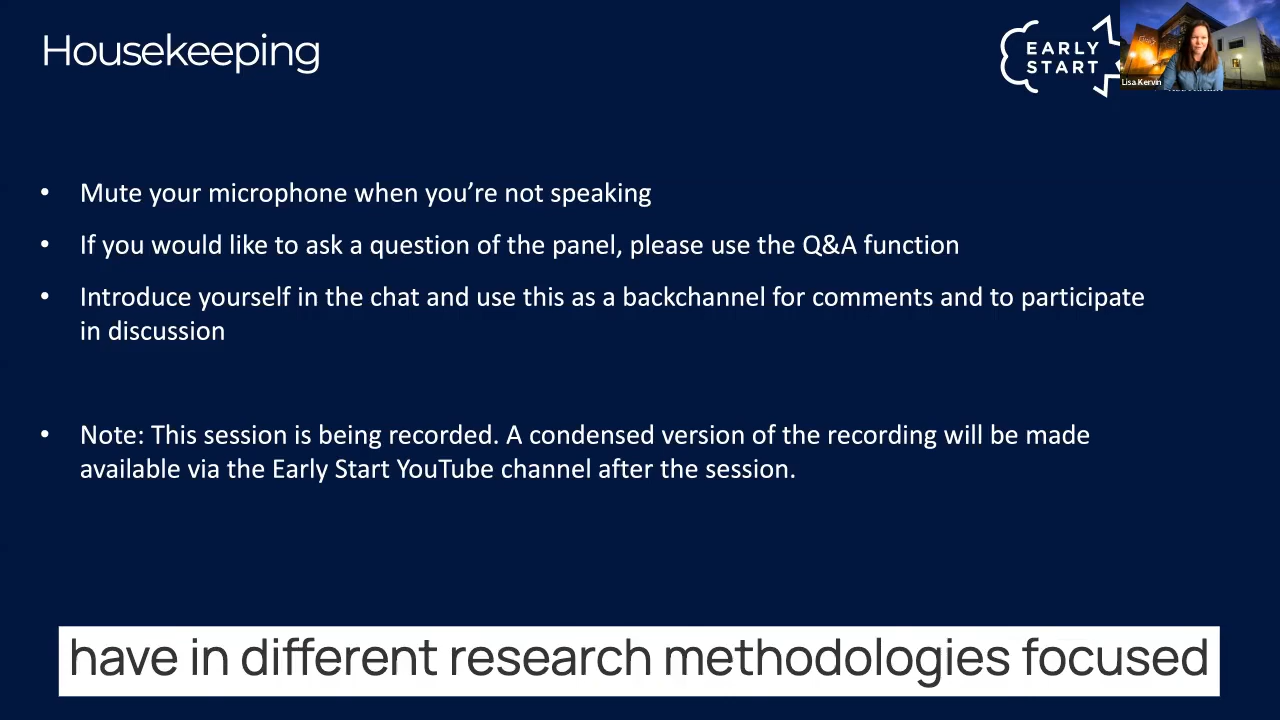 Housekeeping
EARLY
START
Lisa Kervin
• Mute your microphone when you’re not speaking
• If you would like to ask a question of the panel, please use the Q&A function
• Introduce yourself in the chat and use this as a backchannel for comments and to participate
in discussion
• Note: This session is being recorded. A condensed version of the recording will be made
available via the Early Start YouTube channel after the session.
have in different research methodologies focused